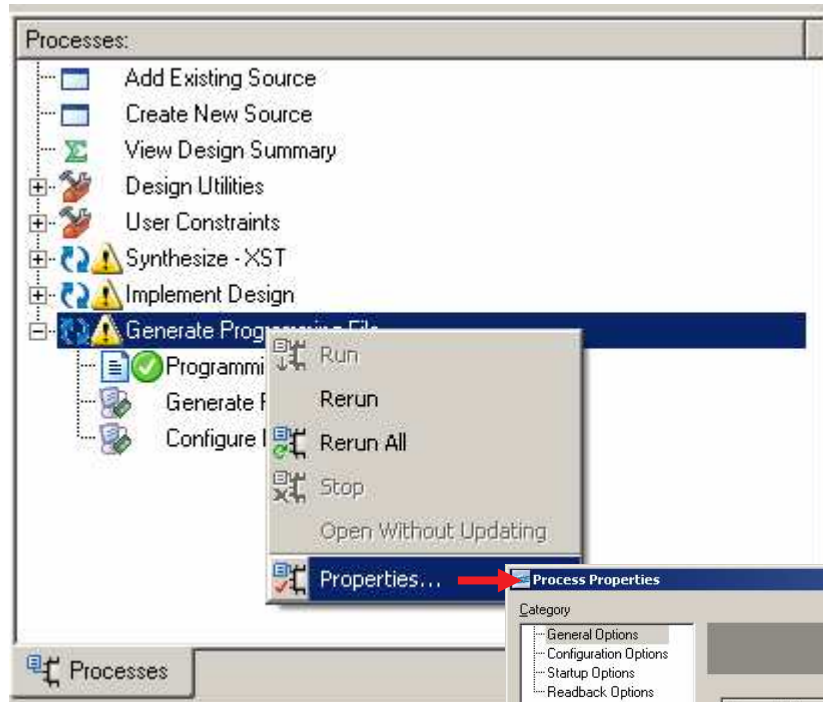 Processes:
Add Existing Source
Create New Source
View Design Summary
Design Utilities
User Constraints
Synthesize - XST
Implement Design
Generate Programming File
Programmi
Generate
Configure
Run
Rerun
Rerun All
Stop
Open Without Updating
Properties...
Process Properties
Category
General Options
Configuration Options
Startup Options
Readback Options
Processes